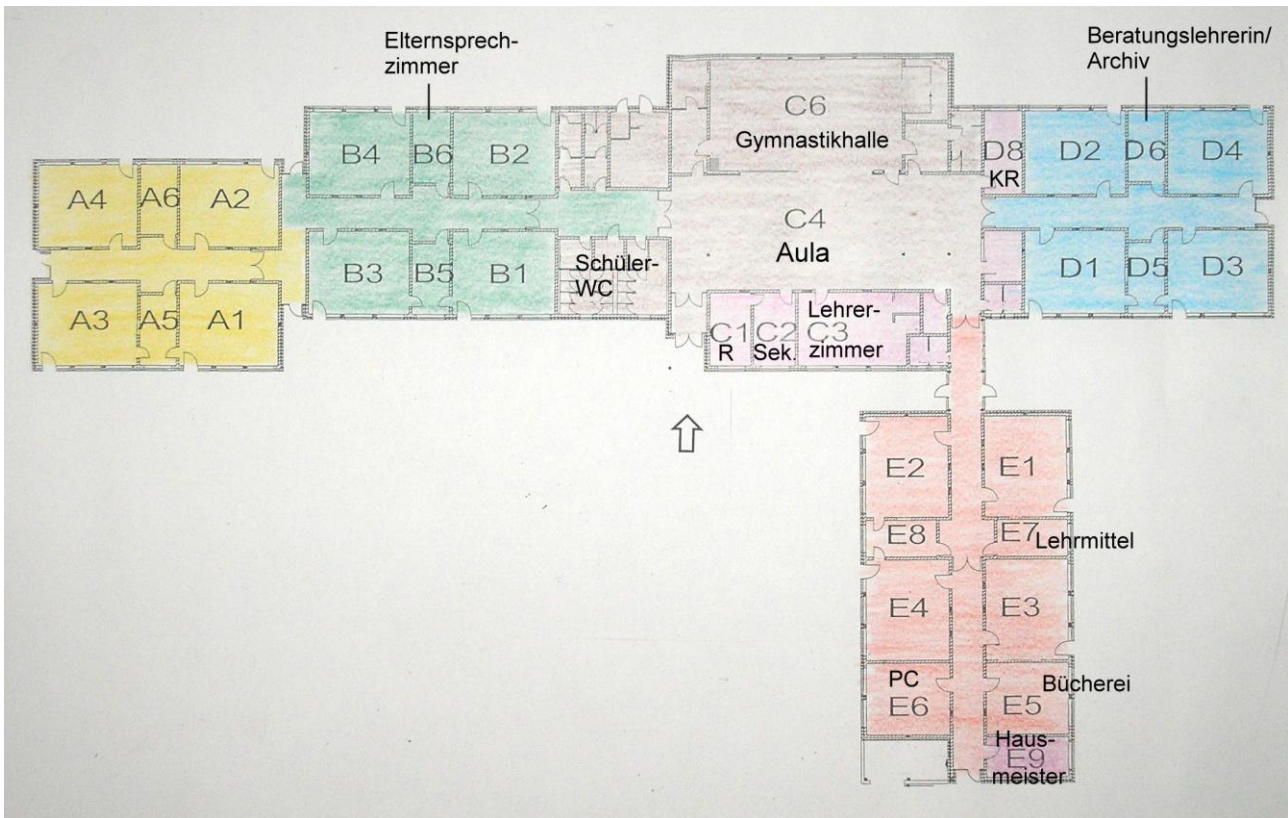 Elternsprech-
zimmer
Beratungslehrerin/
Archiv
C6
Gymnastikhalle
B4
B6
B2
D8
KR
D2
D6
D4
A4
A6
A2
C4
Aula
B3
B5
B1
Schüler-
WC
D1
D5
D3
A3
A5
A1
C1
R
C2
Sek.
Lehrer-
C3
zimmer
E2
E1
E8
E7
Lehrmittel
E4
E3
PC
E6
Bücherei
E5
Haus-
E9
meister